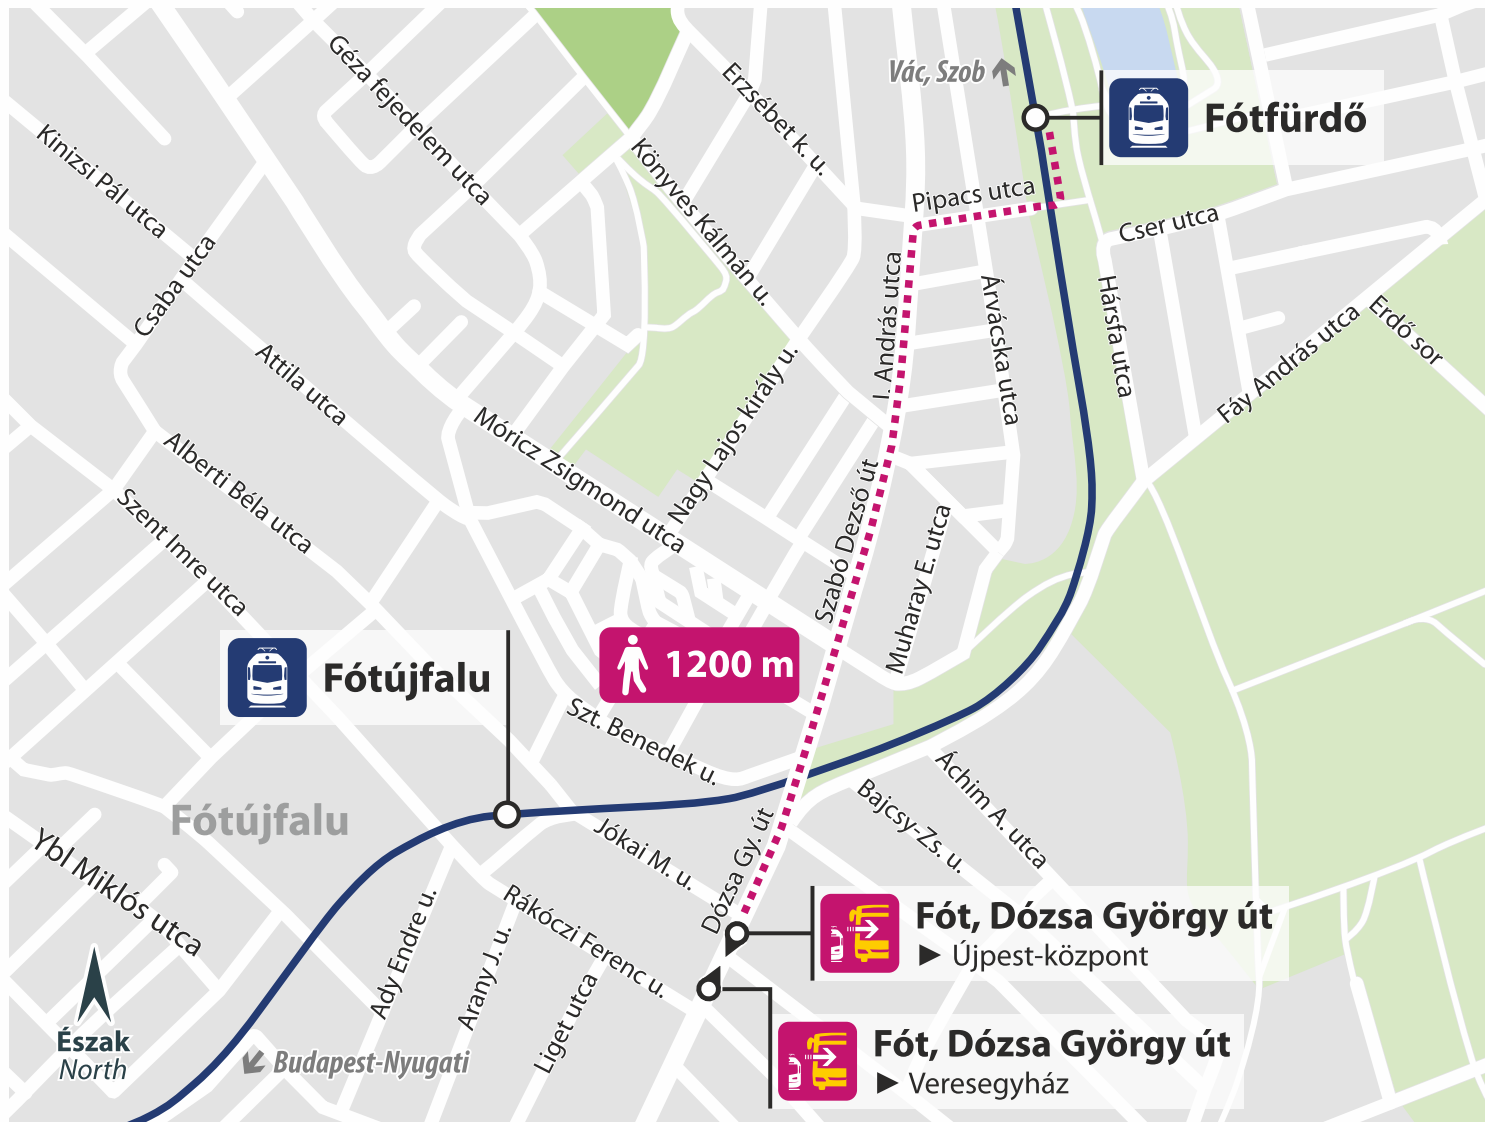 Géza fejedelem utca
Erzsébet k. u.
Vác, Szob
Fótfürdő
Kinizsi Pál utca
Könyves Kálmán u.
Pipacs utca
Cser utca
Csaba utca
I. András utca
Árvácska utca
Hársfa utca
Fáy András utca
Erdő sor
Attila utca
Nagy Lajos király u.
Móricz Zsigmond utca
Alberti Béla utca
Szent Imre utca
Szabó Dezső út
Muharay E. utca
Fótújfalu
1200 m
Szt. Benedek u.
Fótújfalu
Áchim A. utca
Bajcsy-Zs. u.
Jókai M. u.
Dózsa Gy. út
Ybl Miklós utca
Rákóczi Ferenc u.
Ady Endre u.
Arany J. u.
Liget utca
Fót, Dózsa György út
► Újpest-központ
Fót, Dózsa György út
► Veresegyház
Észak
North
Budapest-Nyugati